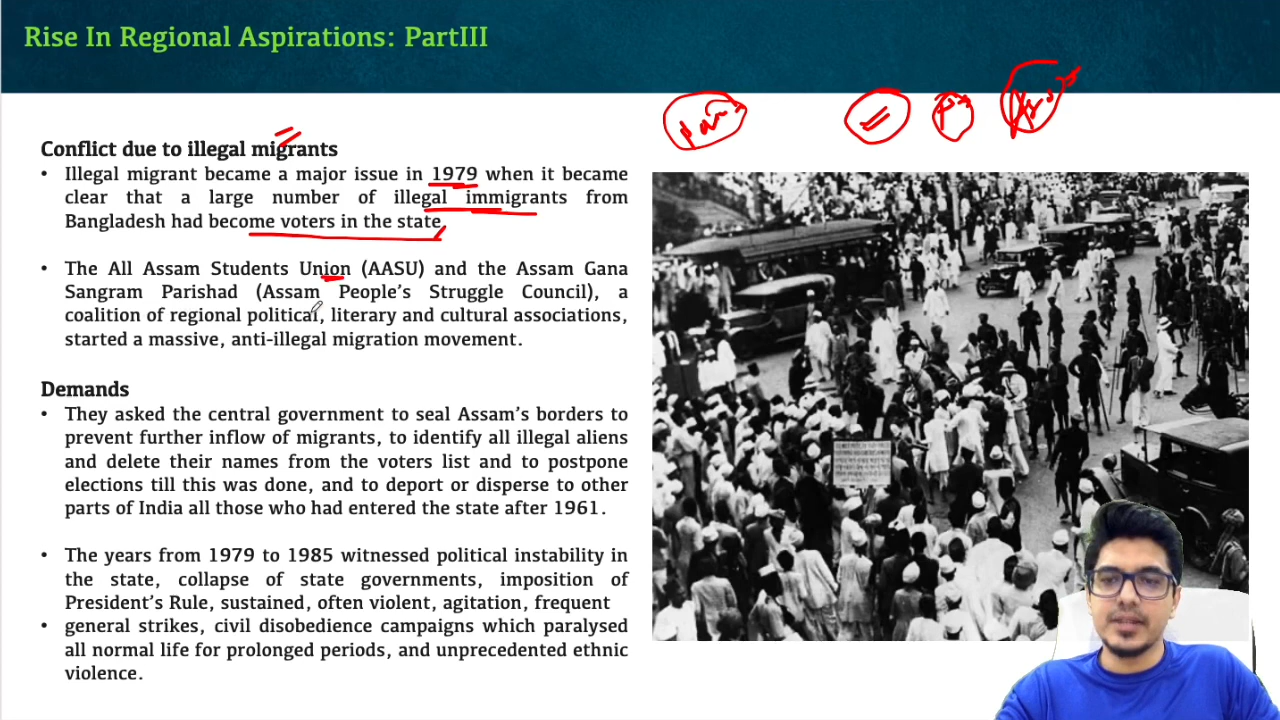 Rise In Regional Aspirations: PartIII
Conflict due to illegal migrants
• Illegal migrant became a major issue in 1979 when it became
clear that a large number of illegal immigrants from
Bangladesh had become voters in the state.
• The All Assam Students Union (AASU) and the Assam Gana
Sangram Parishad (Assam People's Struggle Council), a
coalition of regional political, literary and cultural associations,
started a massive, anti-illegal migration movement.
Demands
• They asked the central government to seal Assam's borders to
prevent further inflow of migrants, to identify all illegal aliens
and delete their names from the voters list and to postpone
elections till this was done, and to deport or disperse to other
parts of India all those who had entered the state after 1961.
• The years from 1979 to 1985 witnessed political instability in
the state, collapse of state governments, imposition of
President's Rule, sustained, often violent, agitation, frequent
• general strikes, civil disobedience campaigns which paralysed
all normal life for prolonged periods, and unprecedented ethnic
violence.